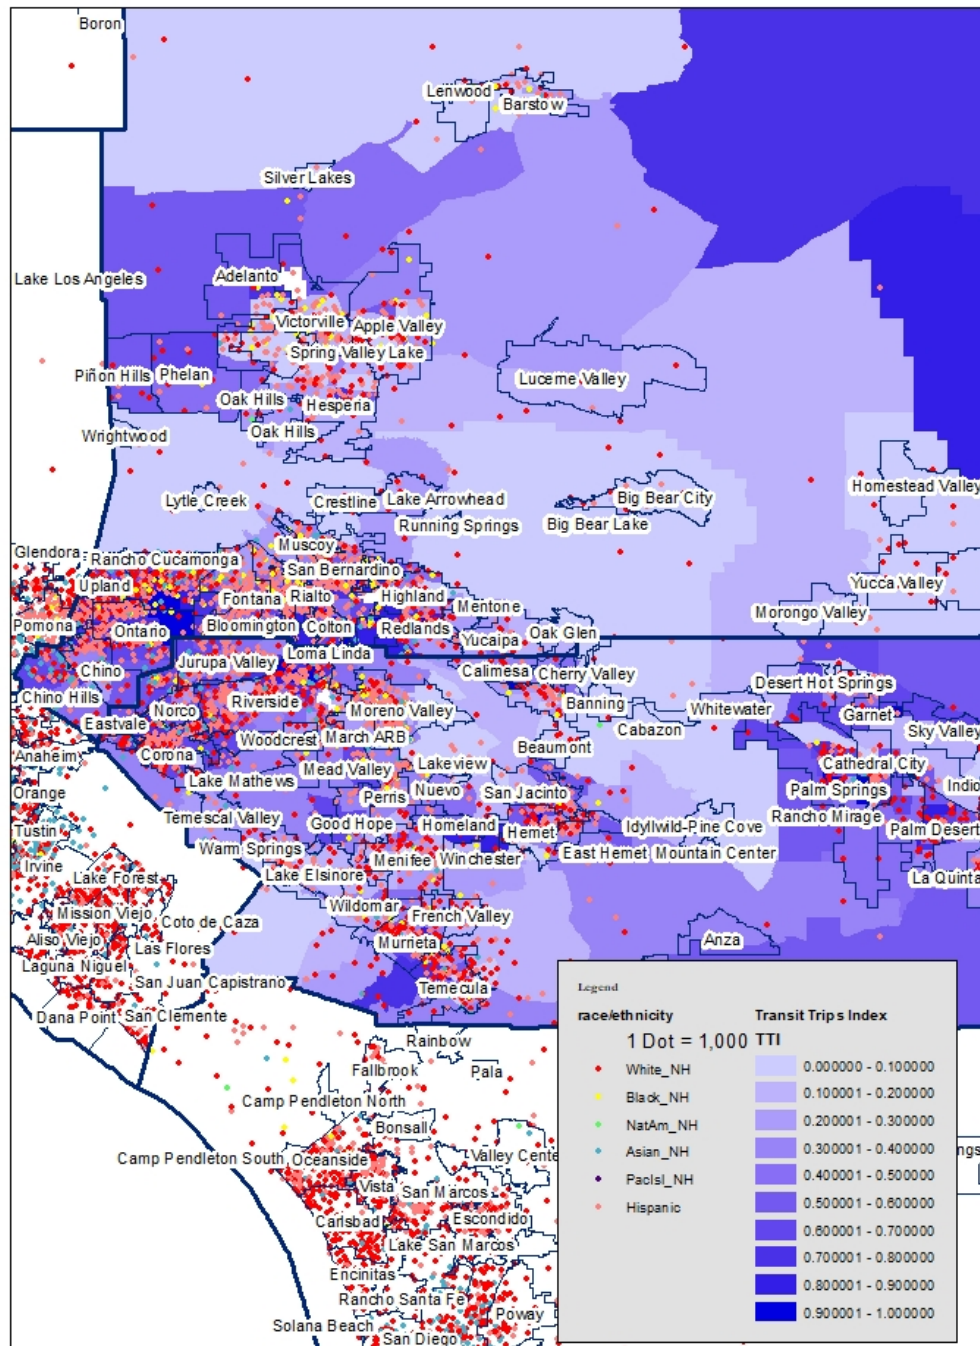 Boron
Lenwood
Barstow
Silver Lakes
Lake Los Angeles
Adelanto
Victorville
Apple Valley
Spring Valley Lake
Piñon Hills
Phelan
Lucerne Valley
Oak Hills
Hesperia
Wrightwood
Oak Hills
Lytle Creek
Crestline
Lake Arrowhead
Big Bear City
Homestead Valley
Running Springs
Big Bear Lake
Glendora
Rancho Cucamonga
Muscoy
San Bernardino
Upland
Fontana
Rialto
Highland
Yucca Valley
Mentone
Morongo Valley
Pomona
Ontario
Bloomington
Colton
Redlands
Yucaipa
Oak Glen
Chino
Jurupa Valley
Loma Linda
Calimesa
Cherry Valley
Desert Hot Springs
Chino Hills
Norco
Riverside
Moreno Valley
Banning
Whitewater
Garnet
Eastvale
Woodcrest
March ARB
Cabazon
Sky Valley
Anaheim
Corona
Beaumont
Lake Mathews
Mead Valley
Lakeview
Cathedral City
Orange
Perris
Nuevo
San Jacinto
Palm Springs
Indio
Temescal Valley
Good Hope
Homeland
Hemet
Idyllwild-Pine Cove
Rancho Mirage
Palm Desert
Tustin
Warm Springs
Menifee
Winchester
East Hemet
Mountain Center
Irvine
Lake Forest
Lake Elsinore
La Quinta
Mission Viejo
Coto de Caza
Wildomar
French Valley
Aliso Viejo
Las Flores
Murrieta
Anza
Laguna Niguel
San Juan Capistrano
Temecula
Dana Point
San Clemente
Rainbow
Fallbrook
Pala
Camp Pendleton North
Bonsall
Camp Pendleton South
Oceanside
Valley Cente
Vista
San Marcos
Carlsbad
Escondido
Lake San Marcos
Encinitas
Rancho Santa Fe
Poway
Solana Beach
San Diego
ngs
Legend
race/ethnicity
1 Dot = 1,000
White_NH
Black_NH
NatAm_NH
Asian_NH
PacIsl_NH
Hispanic
Transit Trips Index
TTI
0.000000 - 0.100000
0.100001 - 0.200000
0.200001 - 0.300000
0.300001 - 0.400000
0.400001 - 0.500000
0.500001 - 0.600000
0.600001 - 0.700000
0.700001 - 0.800000
0.800001 - 0.900000
0.900001 - 1.000000